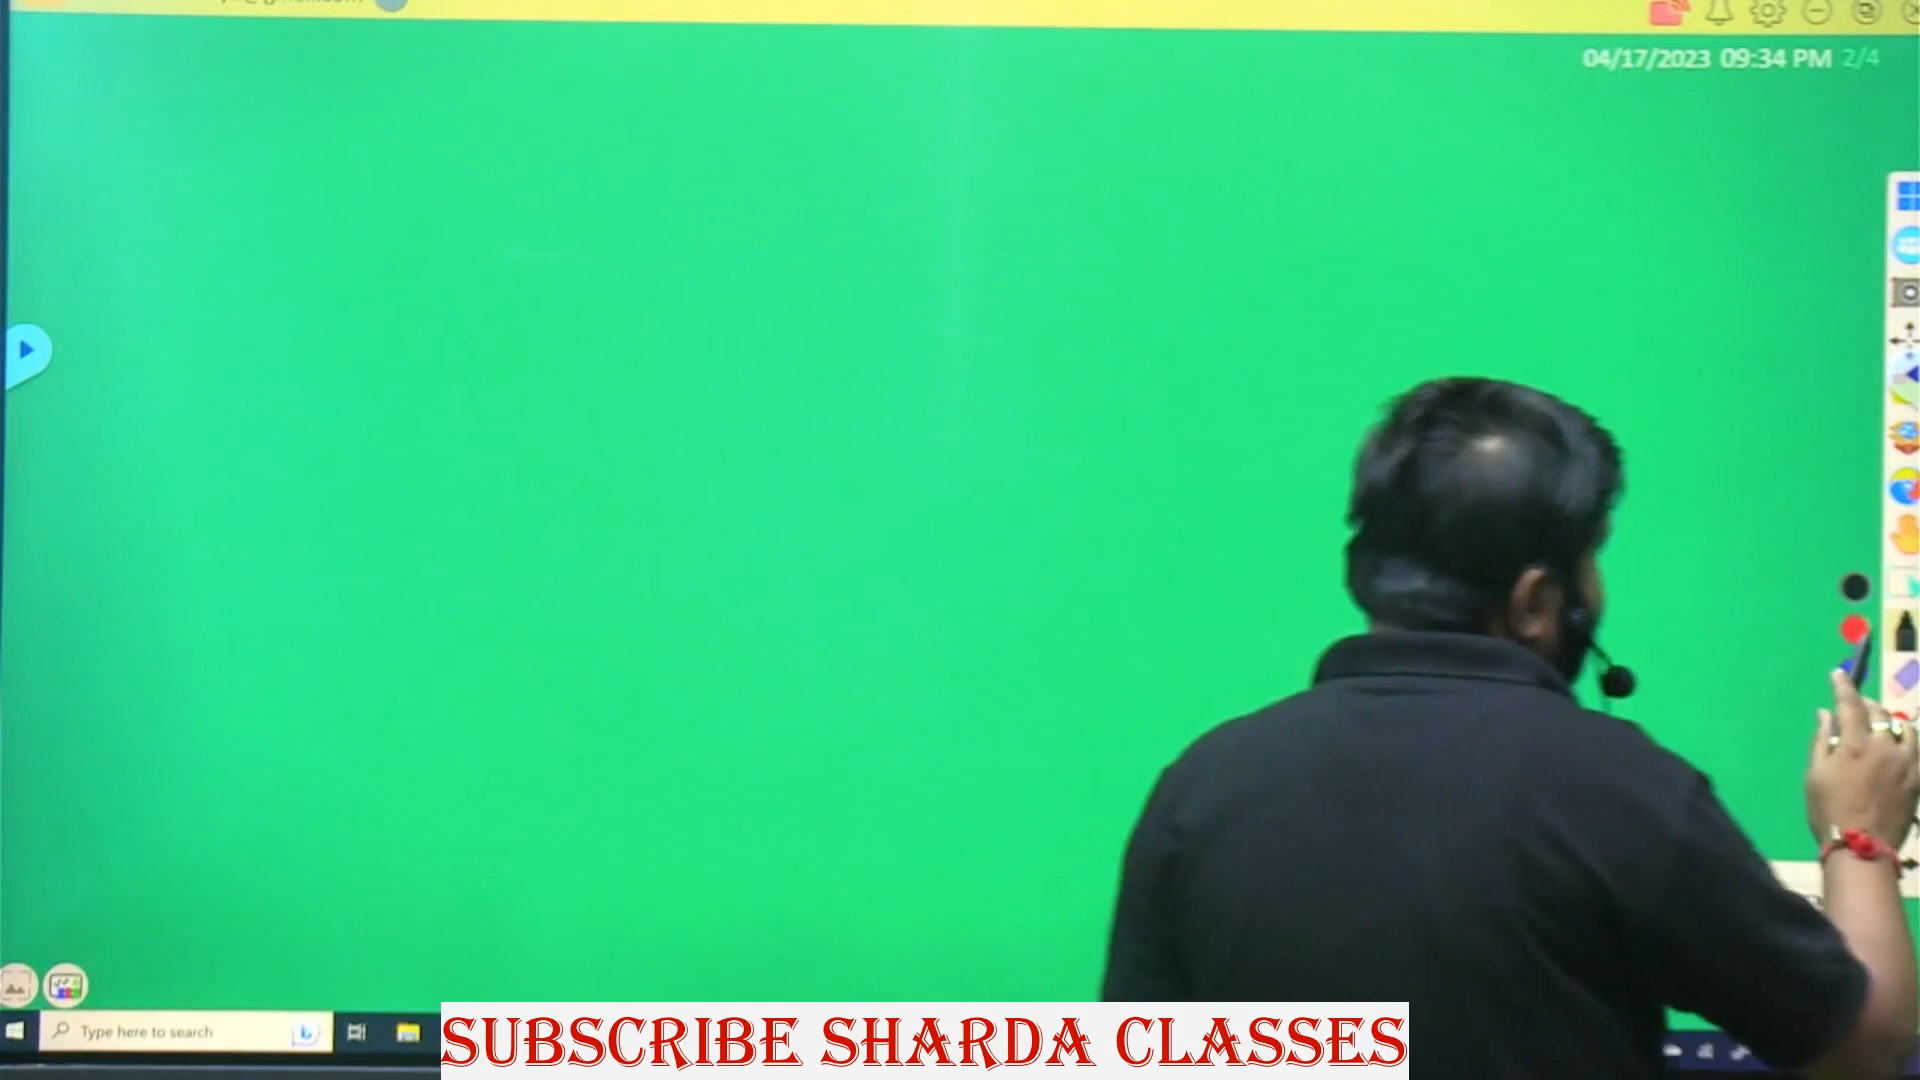 04/17/2023 09:34 PM 2/4
Type here to search
SUBSCRIBE SHARDA CLASSES